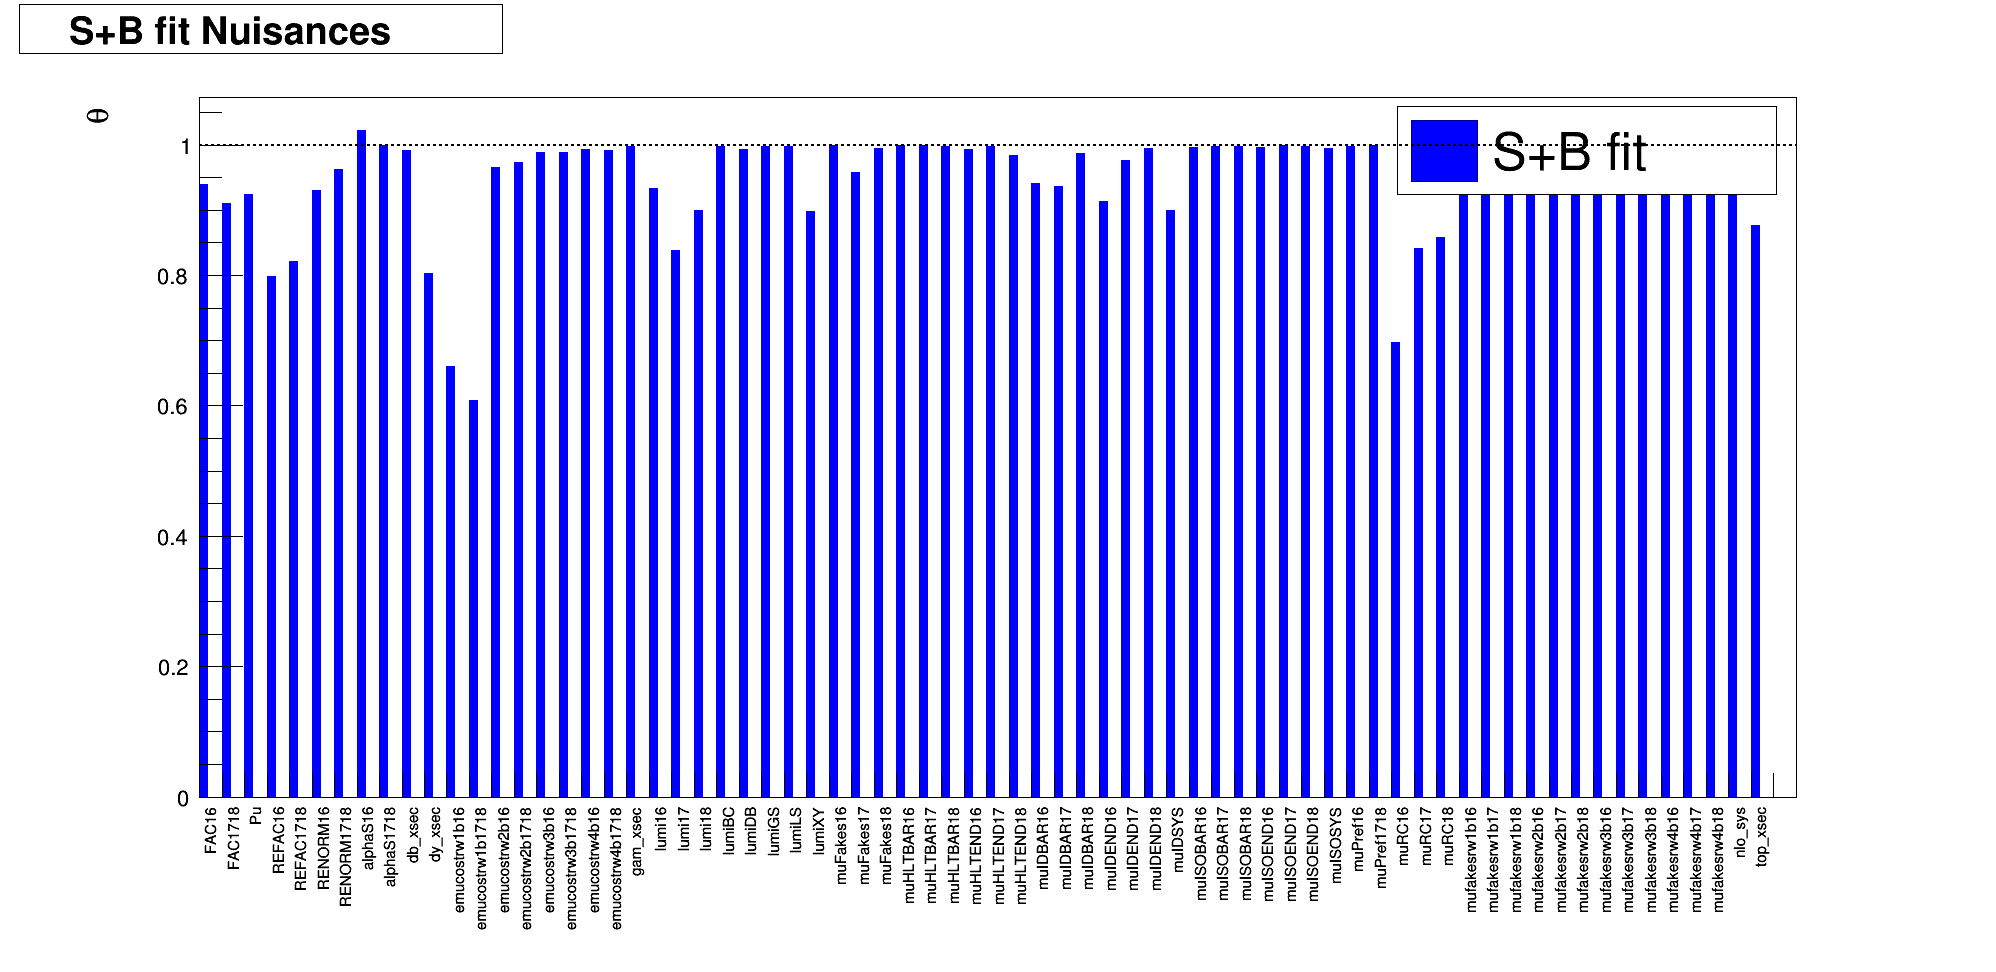 S+B fit Nuisances
θ
S+B fit
1
0.8
0.6
0.4
0.2
0
FAC16
FAC1718
Pu
REFAC16
REFAC1718
RENORM16
RENORM1718
alphaS16
alphaS1718
db_xsec
dy_xsec
emucostrw1b16
emucostrw1b1718
emucostrw2b16
emucostrw2b1718
emucostrw3b16
emucostrw3b1718
emucostrw4b16
emucostrw4b1718
gam_xsec
lumi16
lumi17
lumi18
lumiBC
lumiDB
lumiGS
lumiLS
lumiXY
muFakes16
muFakes17
muFakes18
muHLTBAR16
muHLTBAR17
muHLTBAR18
muHLTEND16
muHLTEND17
muHLTEND18
muIDBAR16
muIDBAR17
muIDBAR18
muIDEND16
muIDEND17
muIDEND18
muIDSYS
muISOBAR16
muISOBAR17
muISOBAR18
muISOEND16
muISOEND17
muISOEND18
muISOSYS
muPref16
muPref1718
muRC16
muRC17
muRC18
mufakesrw1b16
mufakesrw1b17
mufakesrw1b18
mufakesrw2b16
mufakesrw2b17
mufakesrw2b18
mufakesrw3b16
mufakesrw3b17
mufakesrw3b18
mufakesrw4b16
mufakesrw4b17
mufakesrw4b18
nlo_sys
top_xsec